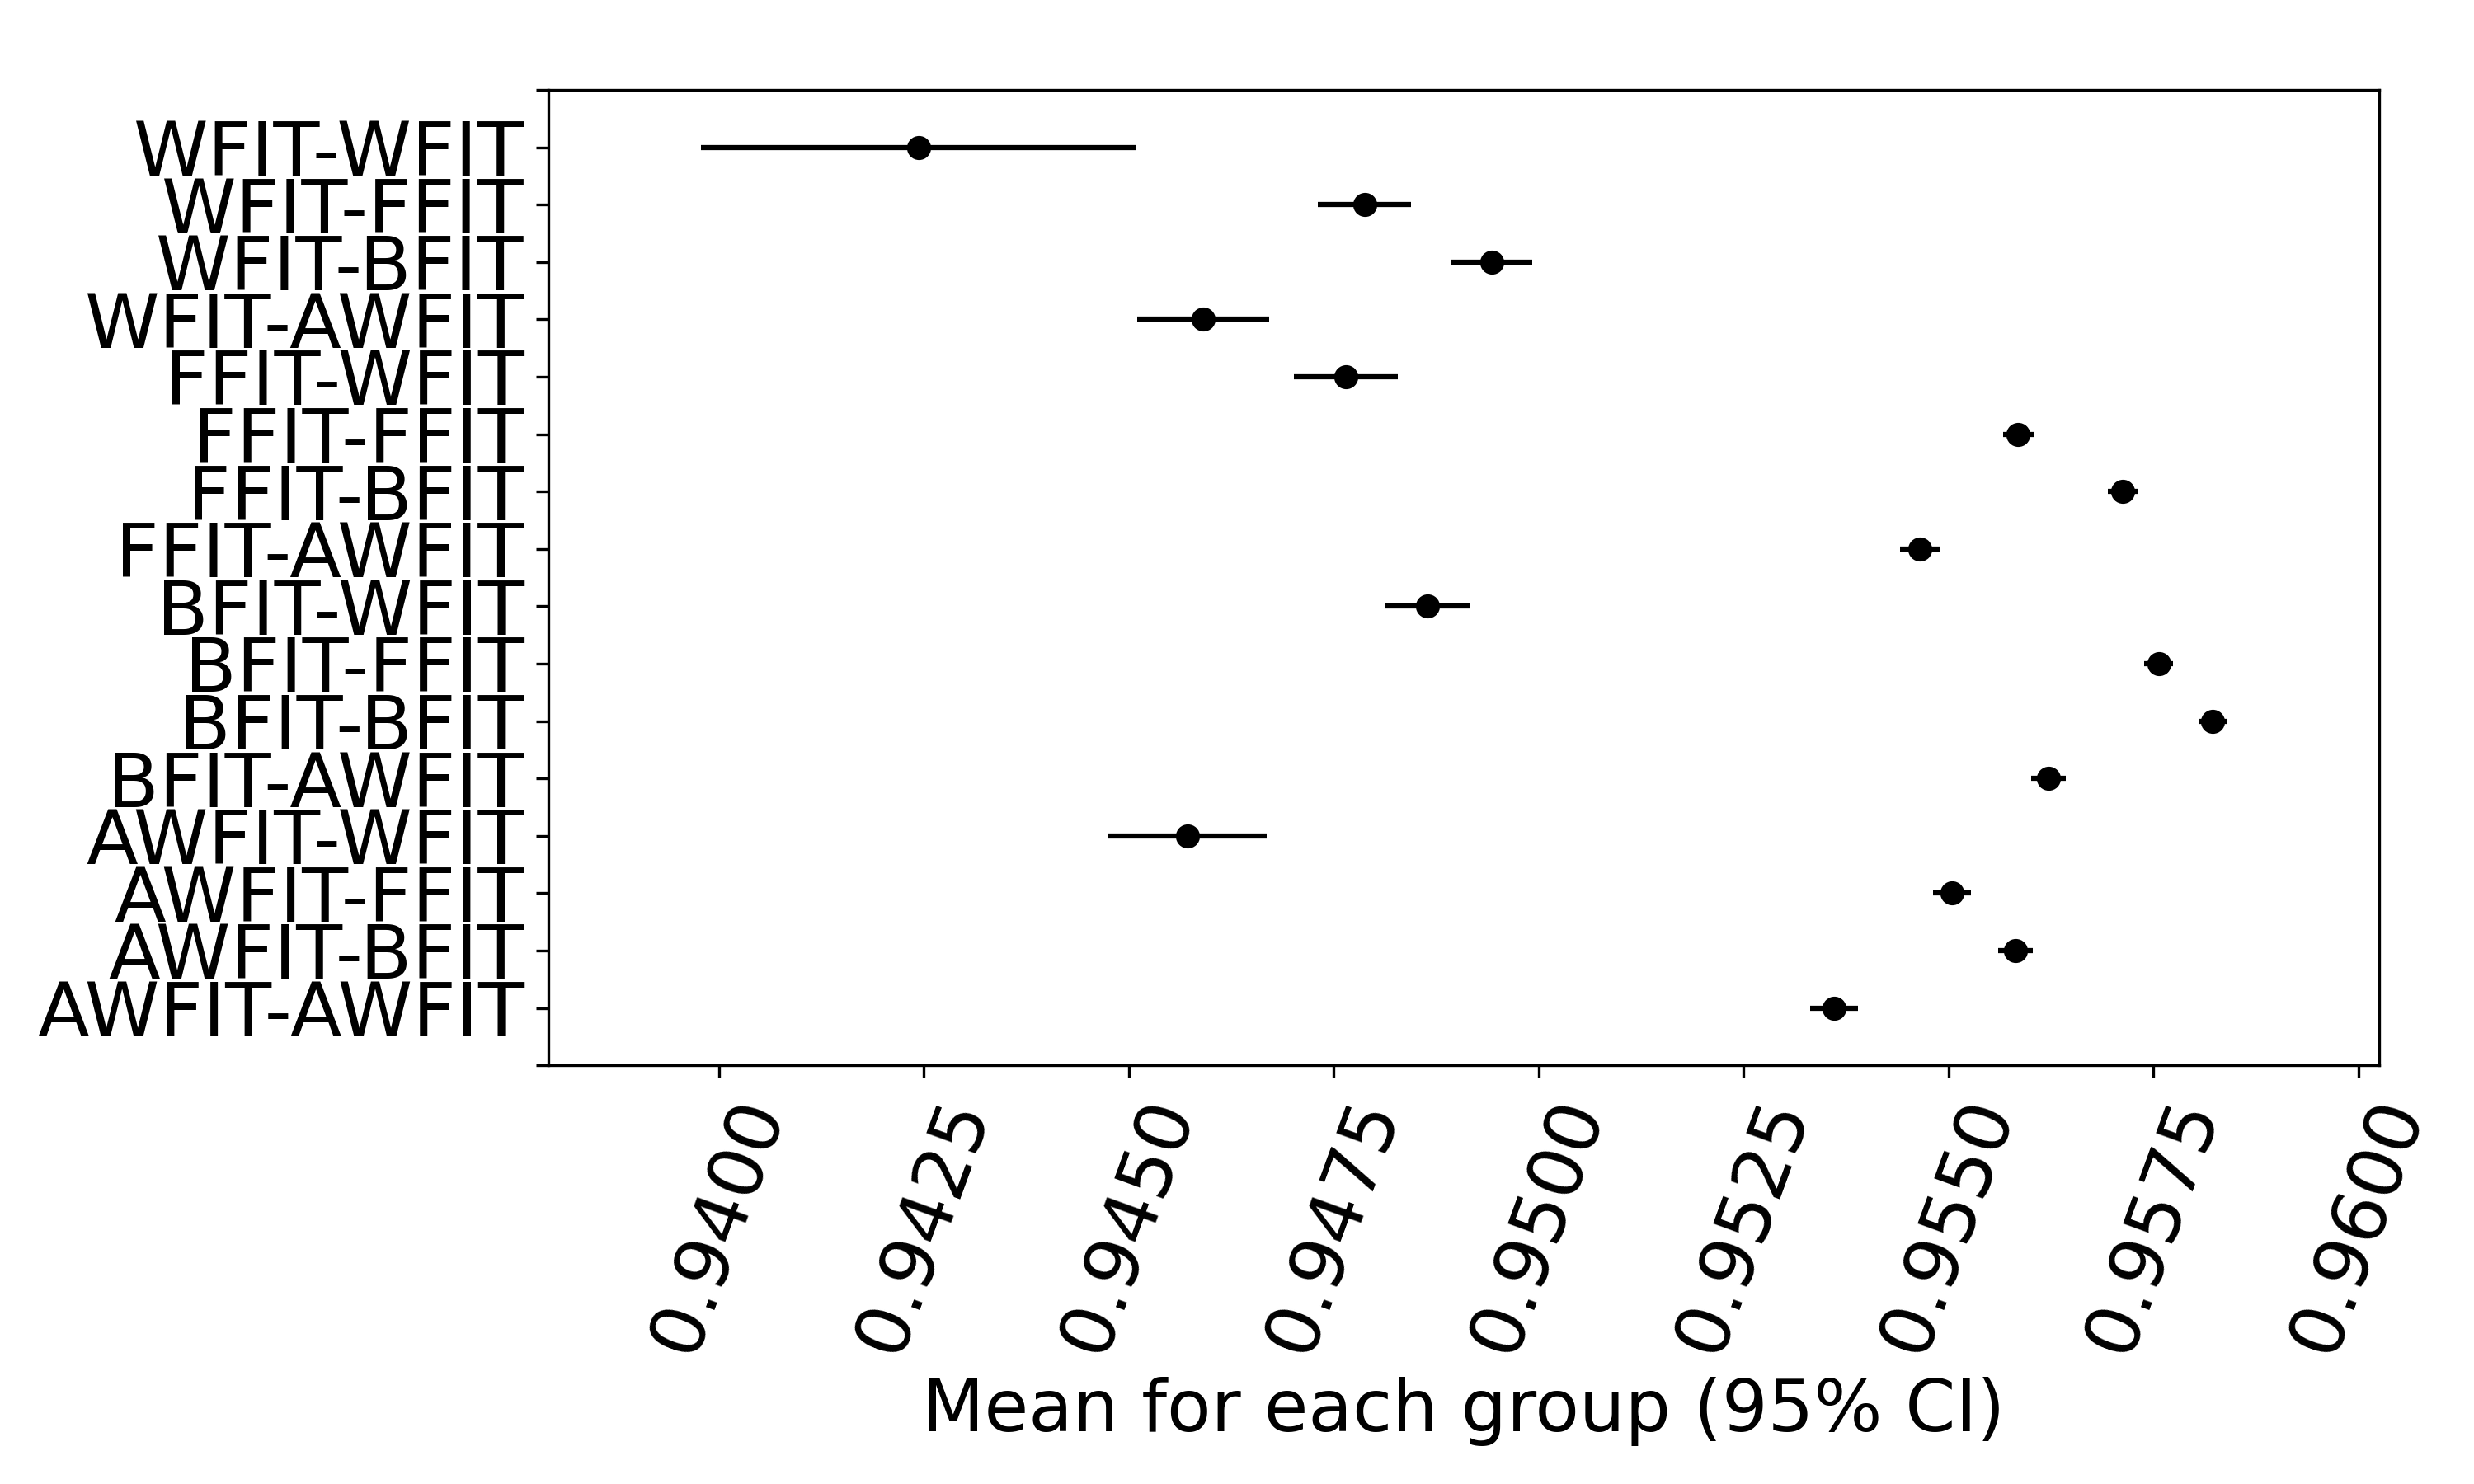 WFIT-WFIT
WFIT-FFIT
WFIT-BFIT
WFIT-AWFIT
FFIT-WFIT
FFIT-FFIT
FFIT-BFIT
FFIT-AWFIT
BFIT-WFIT
BFIT-FFIT
BFIT-BFIT
BFIT-AWFIT
AWFIT-WFIT
AWFIT-FFIT
AWFIT-BFIT
AWFIT-AWFIT
0.9400
0.9425
0.9450
0.9475
0.9500
0.9525
0.9550
0.9575
0.9600
Mean for each group (95% CI)